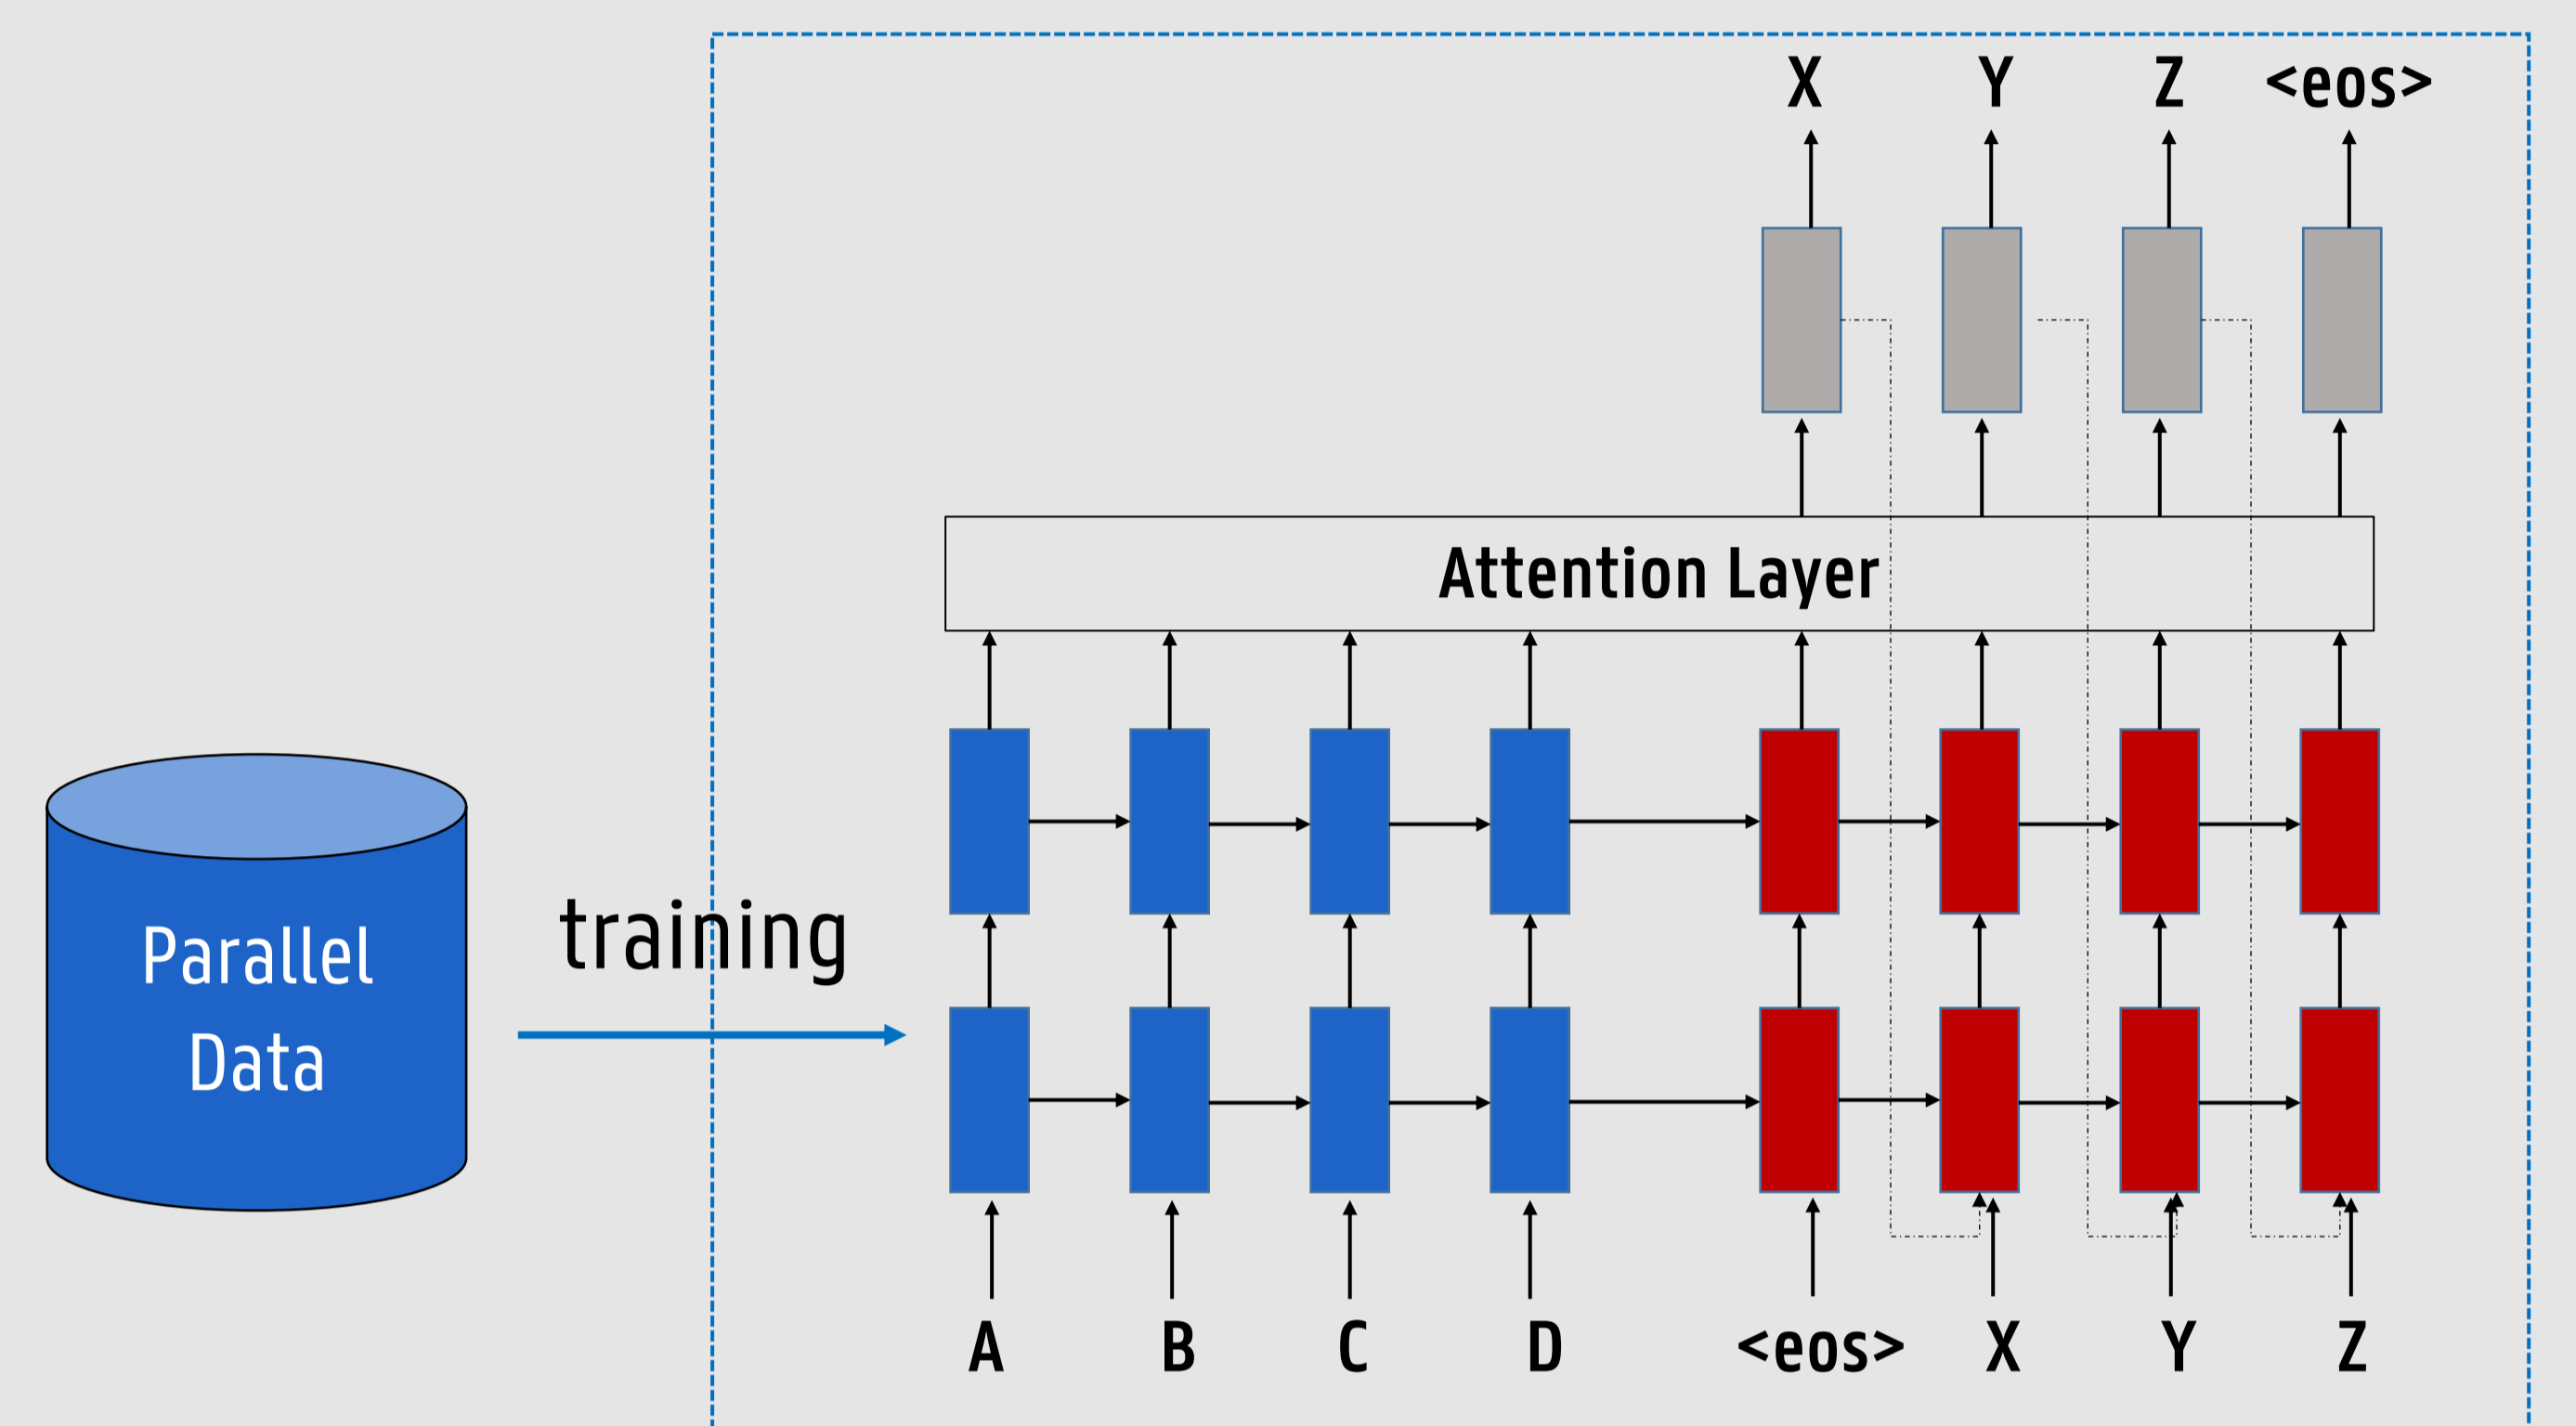 X Y Z <eos>
Attention Layer
training
Parallel
Data
A B C D <eos> X Y Z